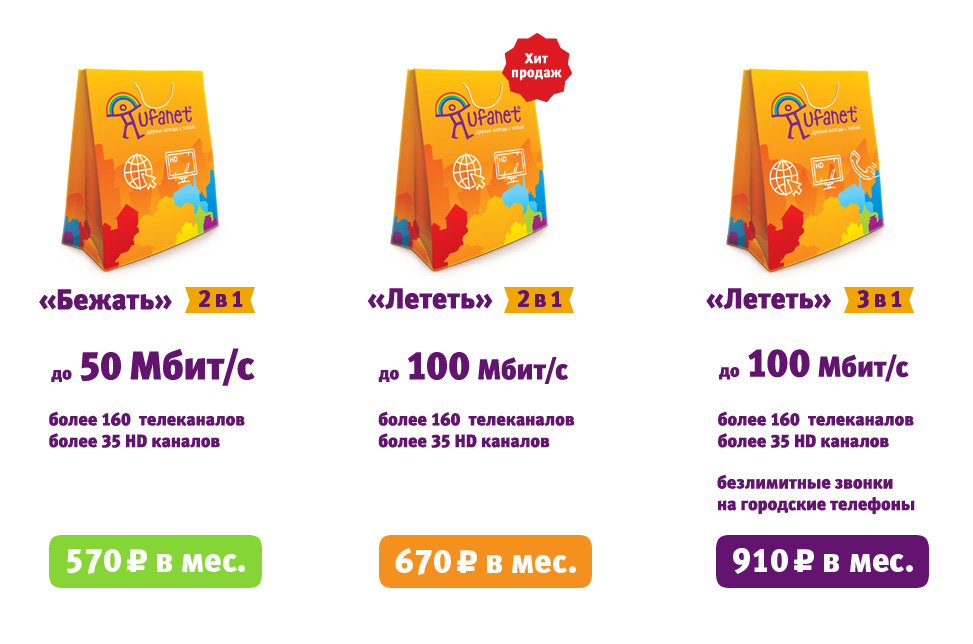 Хит
продаж
ufanet®
друзья всегда с тобой
HD
ufanet®
друзья всегда с тобой
HD
ufanet®
друзья всегда с тобой
HD
«Бежать» 2 в 1
«Лететь» 2 в 1
«Лететь» 3 в 1
до 50 Мбит/с
до 100 Мбит/с
до 100 Мбит/с
более 160 телеканалов
более 35 HD каналов
более 160 телеканалов
более 35 HD каналов
более 160 телеканалов
более 35 HD каналов
безлимитные звонки
на городские телефоны
570 ₽ в мес.
670 ₽ в мес.
910 ₽ в мес.